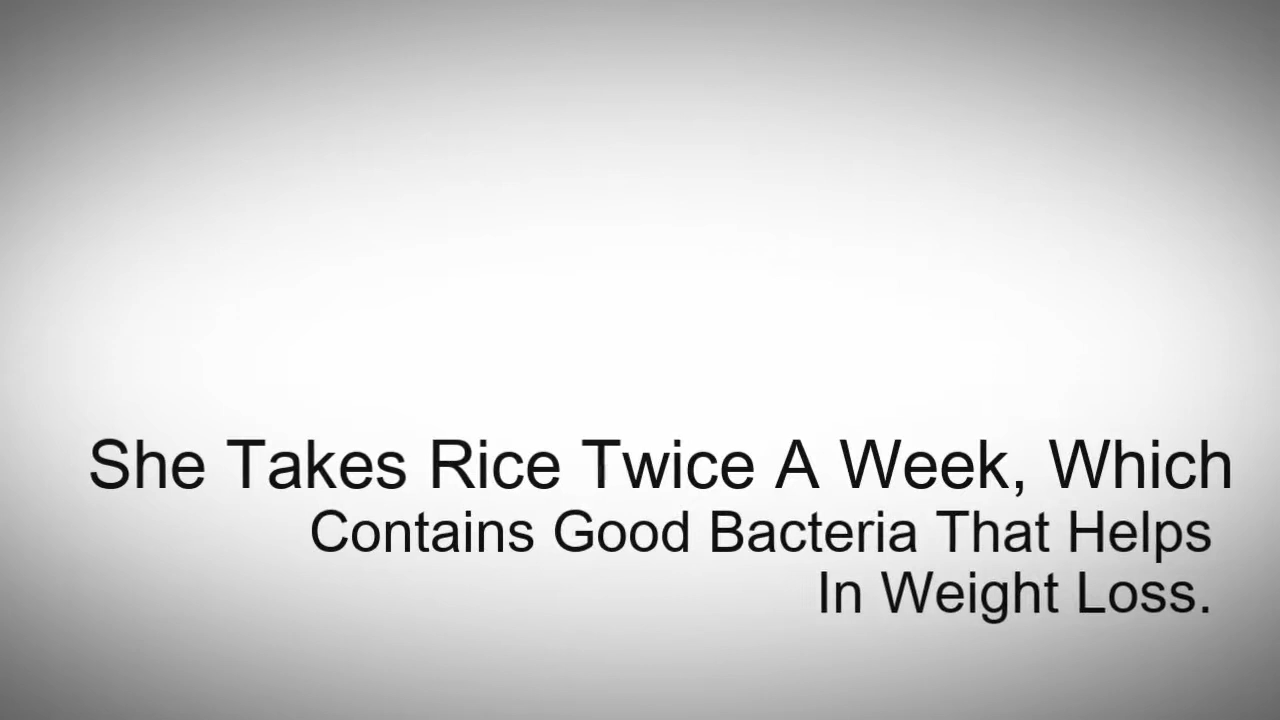 She Takes Rice Twice A Week, Which
Contains Good Bacteria That Helps
In Weight Loss.